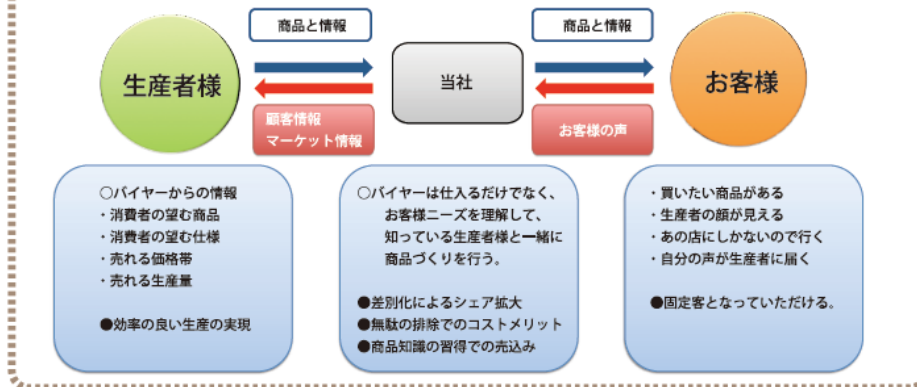 商品と情報
商品と情報
生産者様
当社
お客様
顧客情報
マーケット情報
お客様の声
○バイヤーからの情報
・消費者の望む商品
・消費者の望む仕様
・売れる価格帯
・売れる生産量
●効率の良い生産の実現
○バイヤーは仕入るだけでなく、
お客様ニーズを理解して、
知っている生産者様と一緒に
商品づくりを行う。
●差別化によるシェア拡大
●無駄の排除でのコストメリット
●商品知識の習得での売込み
・買いたい商品がある
・生産者の顔が見える
・あの店にしかないので行く
・自分の声が生産者に届く
●固定客となっていただける。